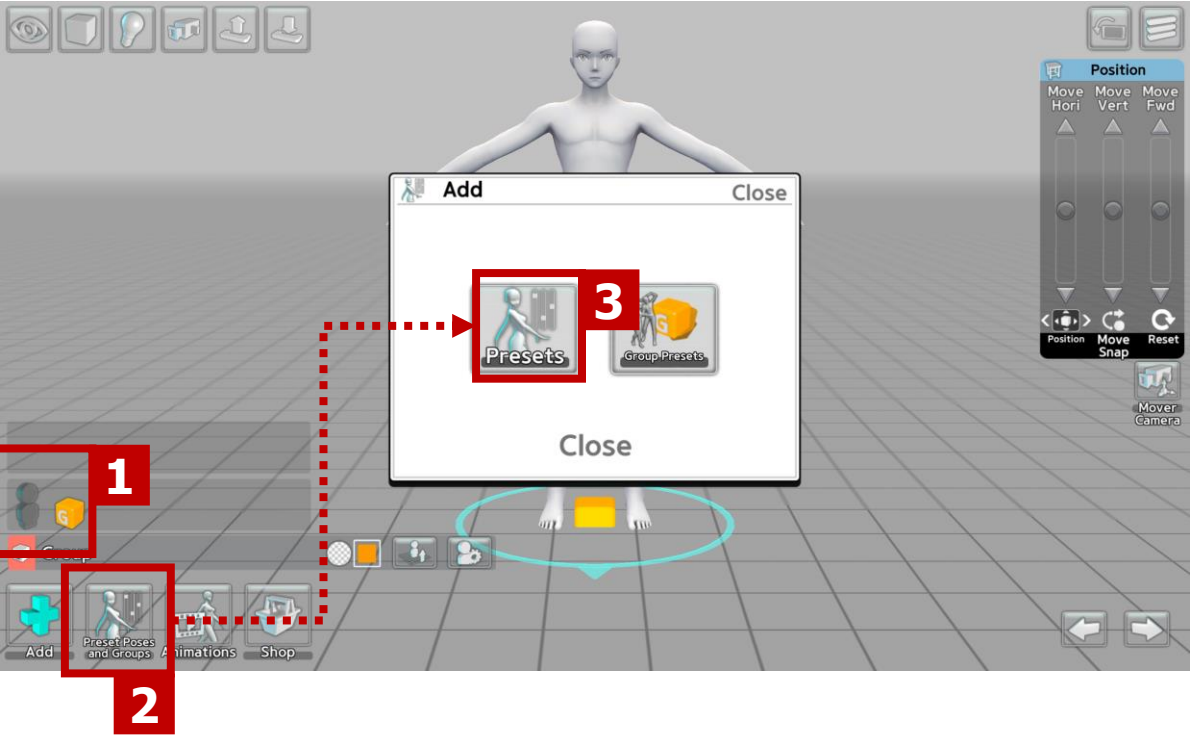 Position
Move Hori
Move Vert
Move Fwd
Position
Move Snap
Reset
Mover Camera
Add
Close
Presets
3
G
Group Presets
Close
1
G
Group
Add
Preset Poses
and Groups
Animations
Shop
2